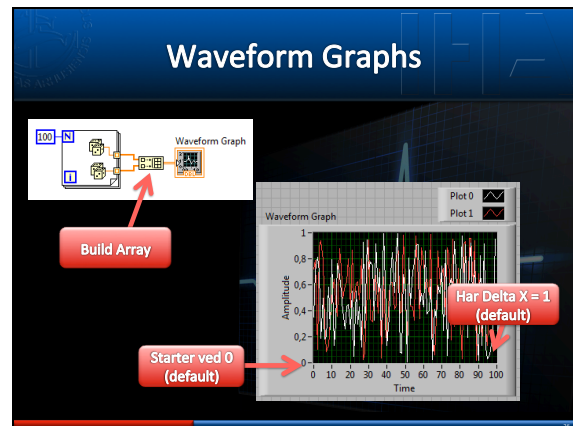 Waveform Graphs
100
N
i
Waveform Graph
DBL
Build Array
Plot 0
Plot 1
Waveform Graph
1
0,8
0,6
0,4
0,2
0
Amplitude
0 10 20 30 40 50 60 70 80 90 100
Time
Har Delta X = 1
(default)
Starter ved 0
(default)